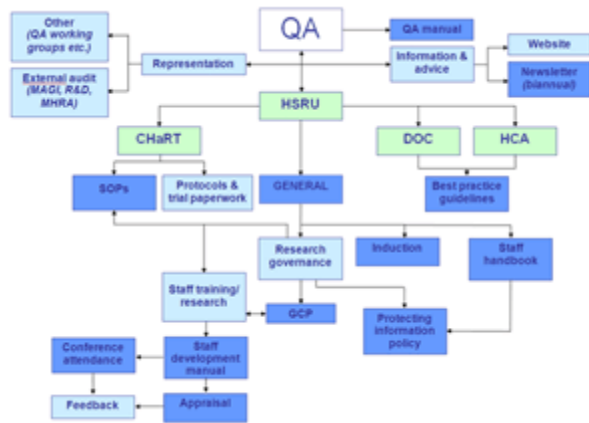 Other
(QA working
groups etc.)
QA
QA manual
External audit
(MAGI, R&D,
MHRA)
Representation
Information &
advice
Website
Newsletter
(biannual)
HSRU
CHaRT
DOC
HCA
SOPs
Protocols &
trial paperwork
GENERAL
Best practice
guidelines
Research
governance
Induction
Staff
handbook
Staff training/
research
GCP
Protecting
information
policy
Conference
attendance
Staff
development
manual
Feedback
Appraisal